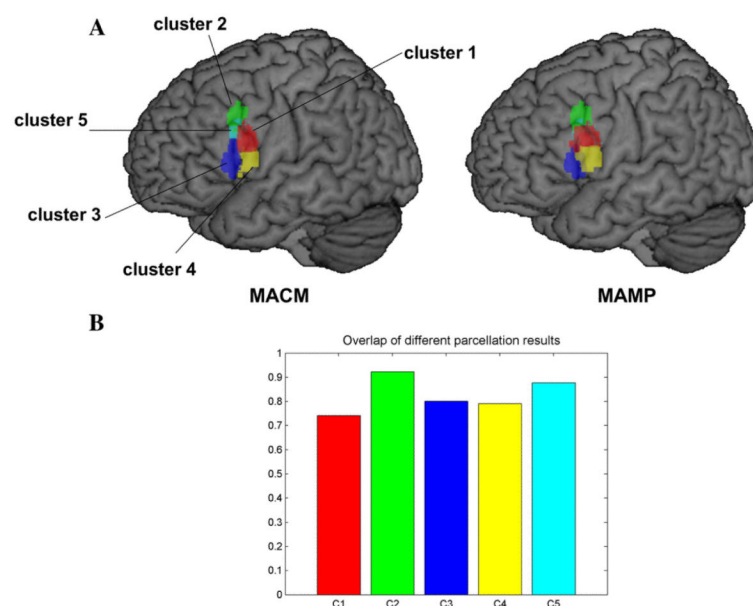 A
cluster 2
cluster 1
cluster 5
cluster 3
cluster 4
MACM
MAMP
B
Overlap of different parcellation results
1
0.9
0.8
0.7
0.6
0.5
0.4
0.3
0.2
0.1
0
C1 C2 C3 C4 C5